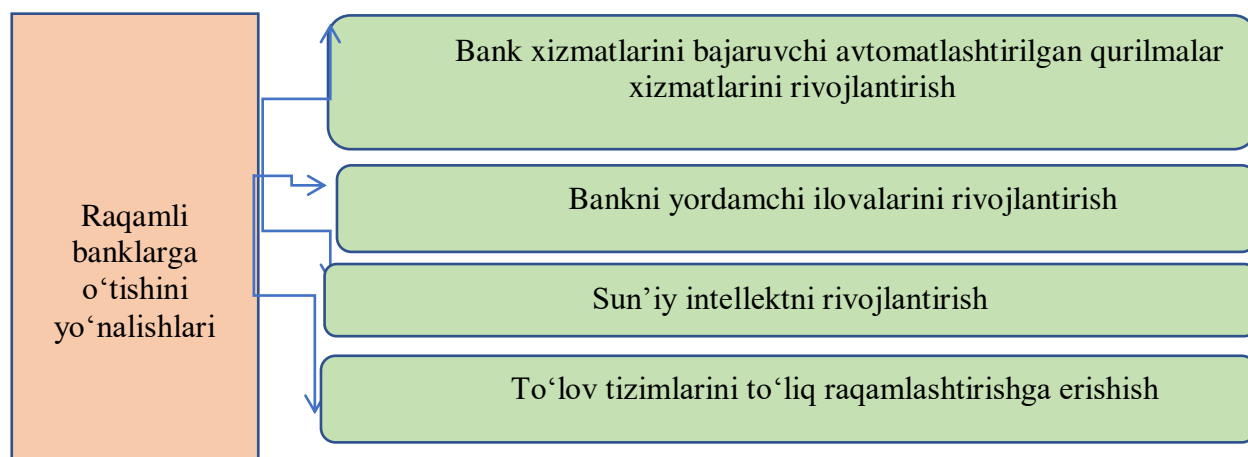 Raqamli
banklarga
o‘tishini
yo‘nalishlari
Bank xizmatlarini bajaruvchi avtomatlashtirilgan qurilmalar
xizmatlarini rivojlantirish
Bankni yordamchi ilovalarini rivojlantirish
Sun’iy intellektni rivojlantirish
To‘lov tizimlarini to‘liq raqamlashtirishga erishish